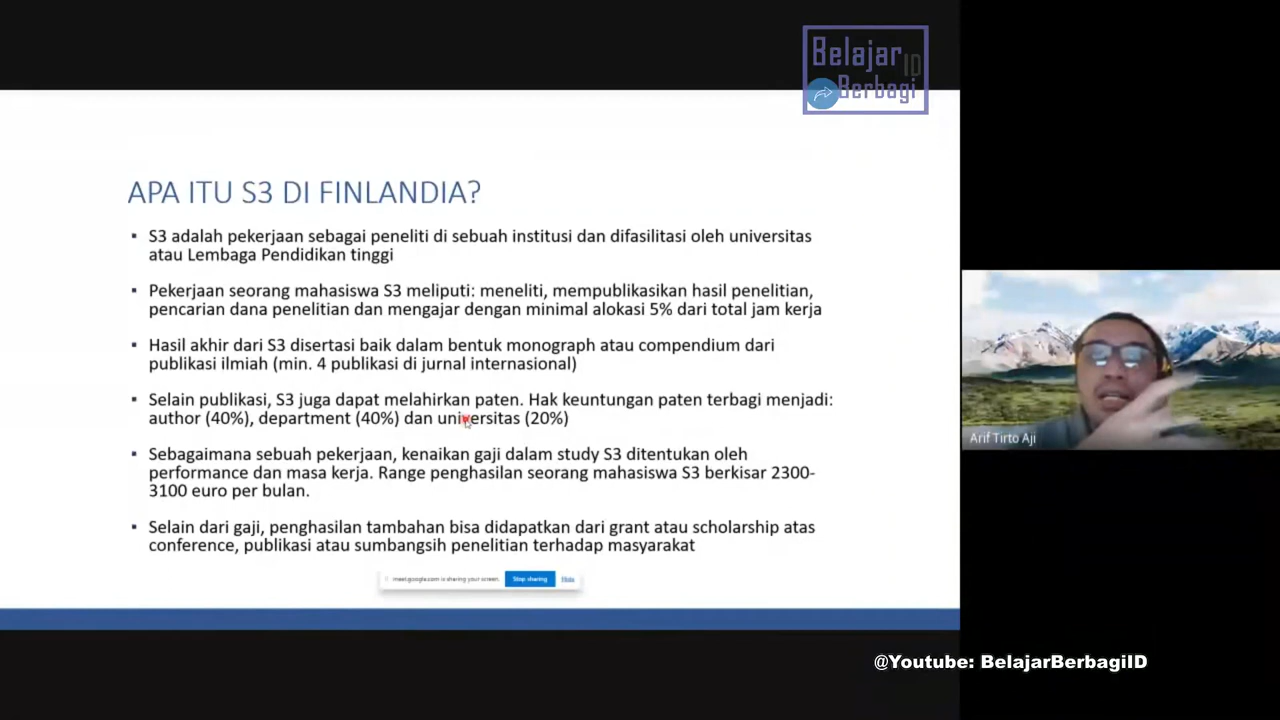 Belajar
ID
Berbagi
APA ITU S3 DI FINLANDIA?
▪ S3 adalah pekerjaan sebagai peneliti di sebuah institusi dan difasilitasi oleh universitas
atau Lembaga Pendidikan tinggi
▪ Pekerjaan seorang mahasiswa S3 meliputi: meneliti, mempublikasikan hasil penelitian,
pencarian dana penelitian dan mengajar dengan minimal alokasi 5% dari total jam kerja
▪ Hasil akhir dari S3 disertasi baik dalam bentuk monograph atau compendium dari
publikasi ilmiah (min. 4 publikasi di jurnal internasional)
▪ Selain publikasi, S3 juga dapat melahirkan paten. Hak keuntungan paten terbagi menjadi:
author (40%), department (40%) dan universitas (20%)
▪ Sebagaimana sebuah pekerjaan, kenaikan gaji dalam study S3 ditentukan oleh
performance dan masa kerja. Range penghasilan seorang mahasiswa S3 berkisar 2300-
3100 euro per bulan.
▪ Selain dari gaji, penghasilan tambahan bisa didapatkan dari grant atau scholarship atas
conference, publikasi atau sumbangsih penelitian terhadap masyarakat
meet.google.com is sharing your screen. Stop sharing Hide
Arif Tirto Aji
@Youtube: BelajarBerbagiID